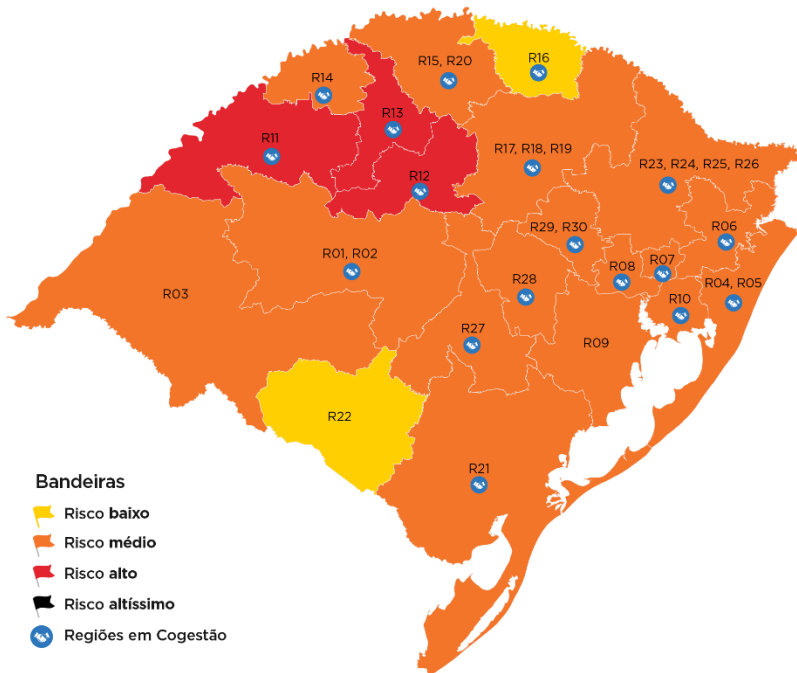 R16
R15, R20
R14
R13
R11
R12
R17, R18, R19
R23, R24, R25, R26
R29, R30
R06
R01, R02
R07
R08
R28
R04, R05
R03
R10
R27
R09
R22
R21
Bandeiras
Risco baixo
Risco médio
Risco alto
Risco altíssimo
Regiões em Cogestão